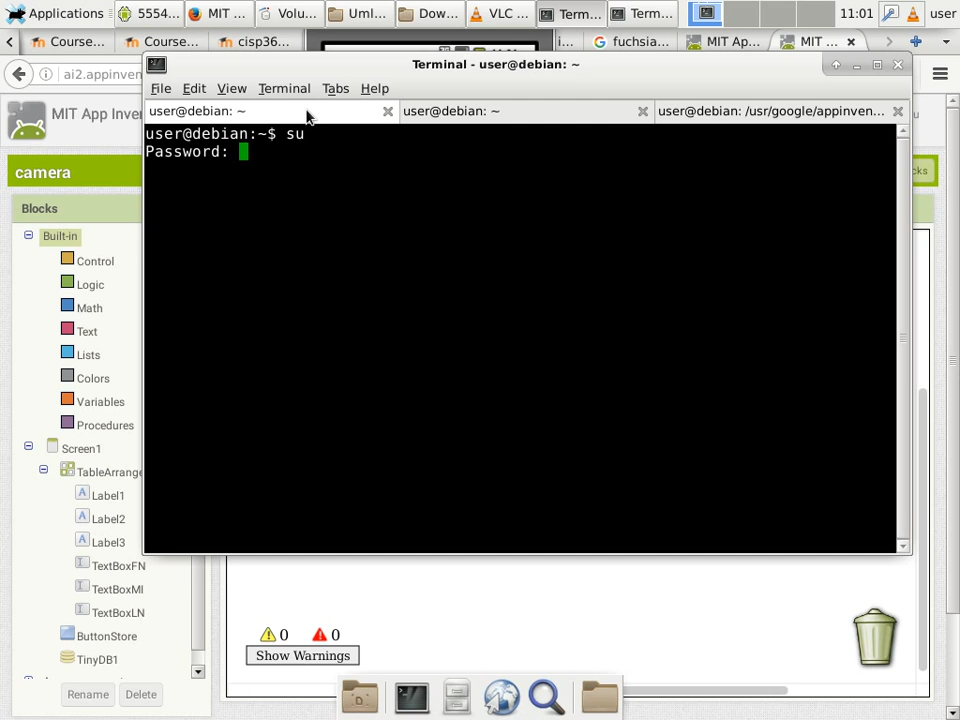 Applications
5554...
MIT ...
Volu...
Uml...
Dow...
VLC ...
Term...
Term...
11:01
user
Course...
Course...
cisp36...
i...
fuchsia...
MIT Ap...
MIT ...
ai2.appinven
Terminal - user@debian: ~
File Edit View Terminal Tabs Help
user@debian: ~
user@debian: ~
user@debian: /usr/google/appinven...
user@debian:~$ su
Password:
MIT App Inver
camera
cks
Blocks
Built-in
Control
Logic
Math
Text
Lists
Colors
Variables
Procedures
Screen1
TableArrange
Label1
Label2
Label3
TextBoxFN
TextBoxMI
TextBoxLN
ButtonStore
TinyDB1
Rename
Delete
0
0
Show Warnings